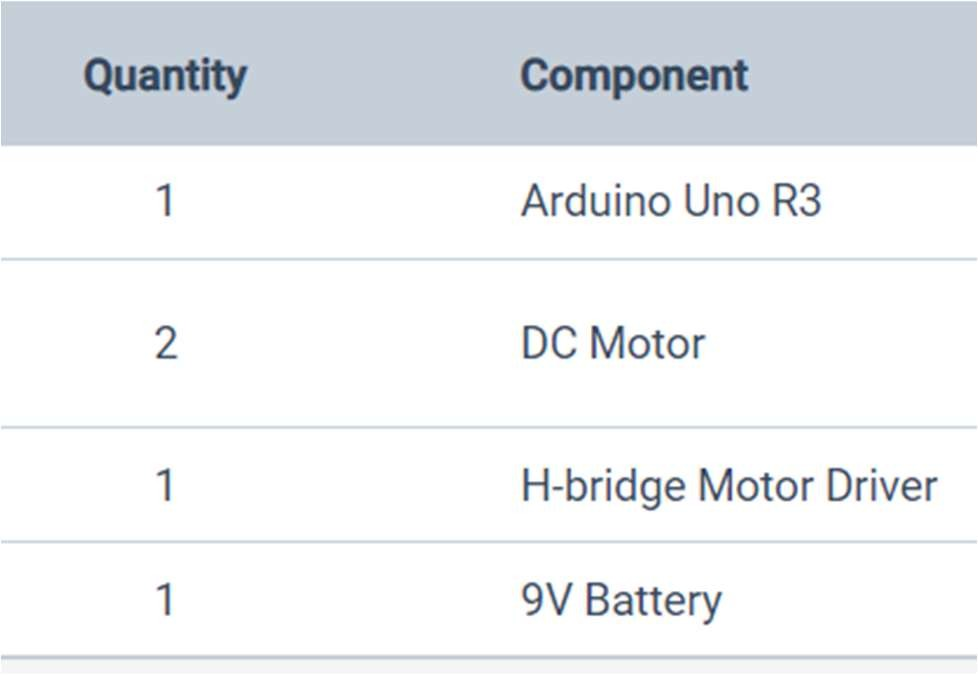 Quantity Component
1 Arduino Uno R3
2 DC Motor
1 H-bridge Motor Driver
1 9V Battery